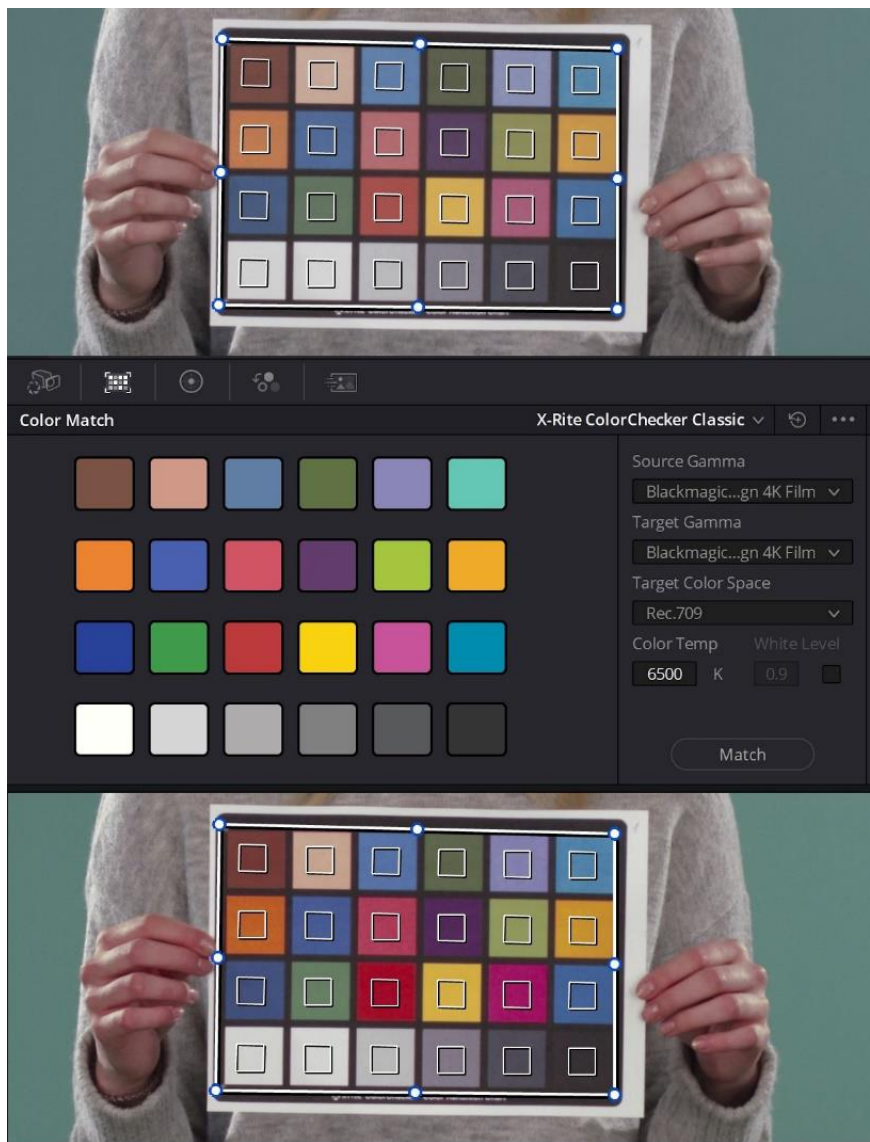 Color Match
X-Rite ColorChecker Classic
Source Gamma
Blackmagic...gn 4K Film
Target Gamma
Blackmagic...gn 4K Film
Target Color Space
Rec.709
Color Temp White Level
6500 K 0.9
Match